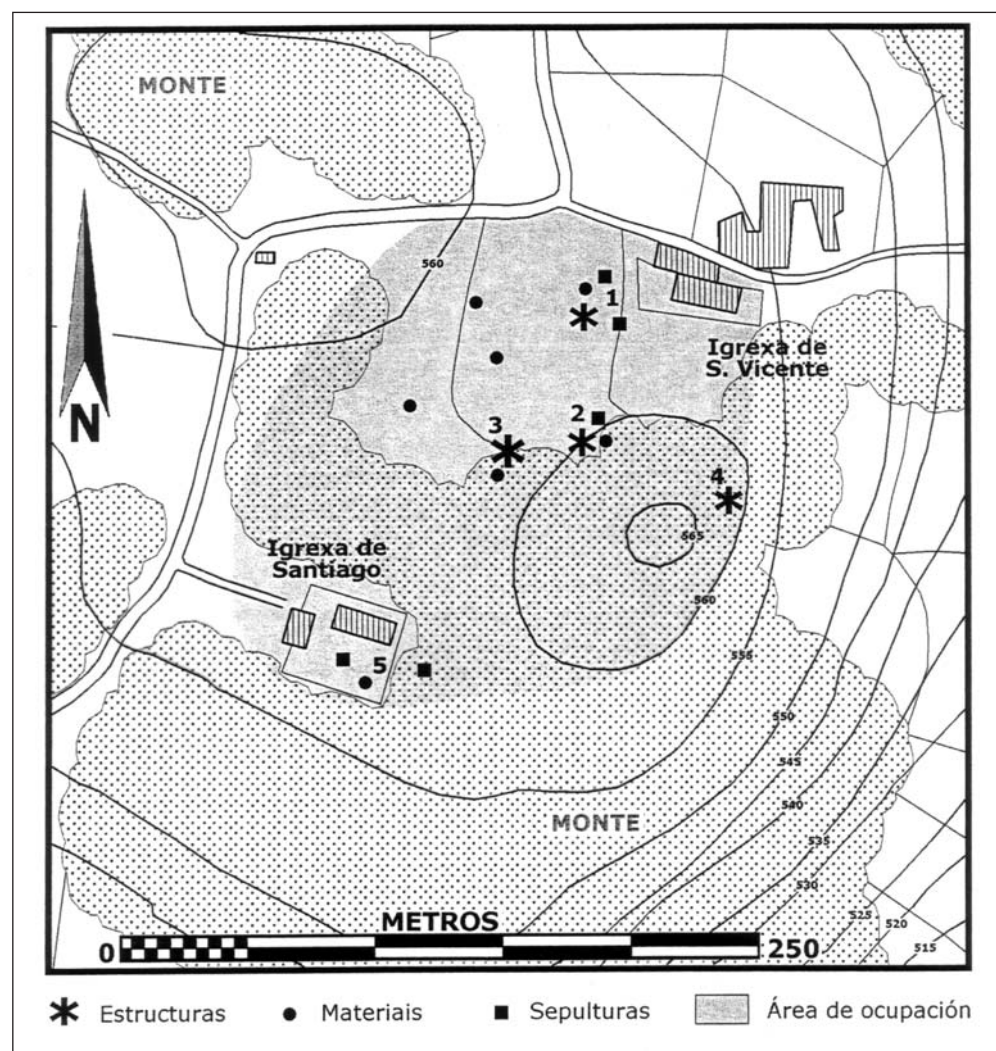 MONTE
560
1
Igrexa de
S. Vicente
3
2
4
565
Igrexa de
Santiago
560
5
555
550
545
MONTE
540
535
530
525
520
515
METROS
0
250
N
Estructuras
Materiais
Sepulturas
Área de ocupación